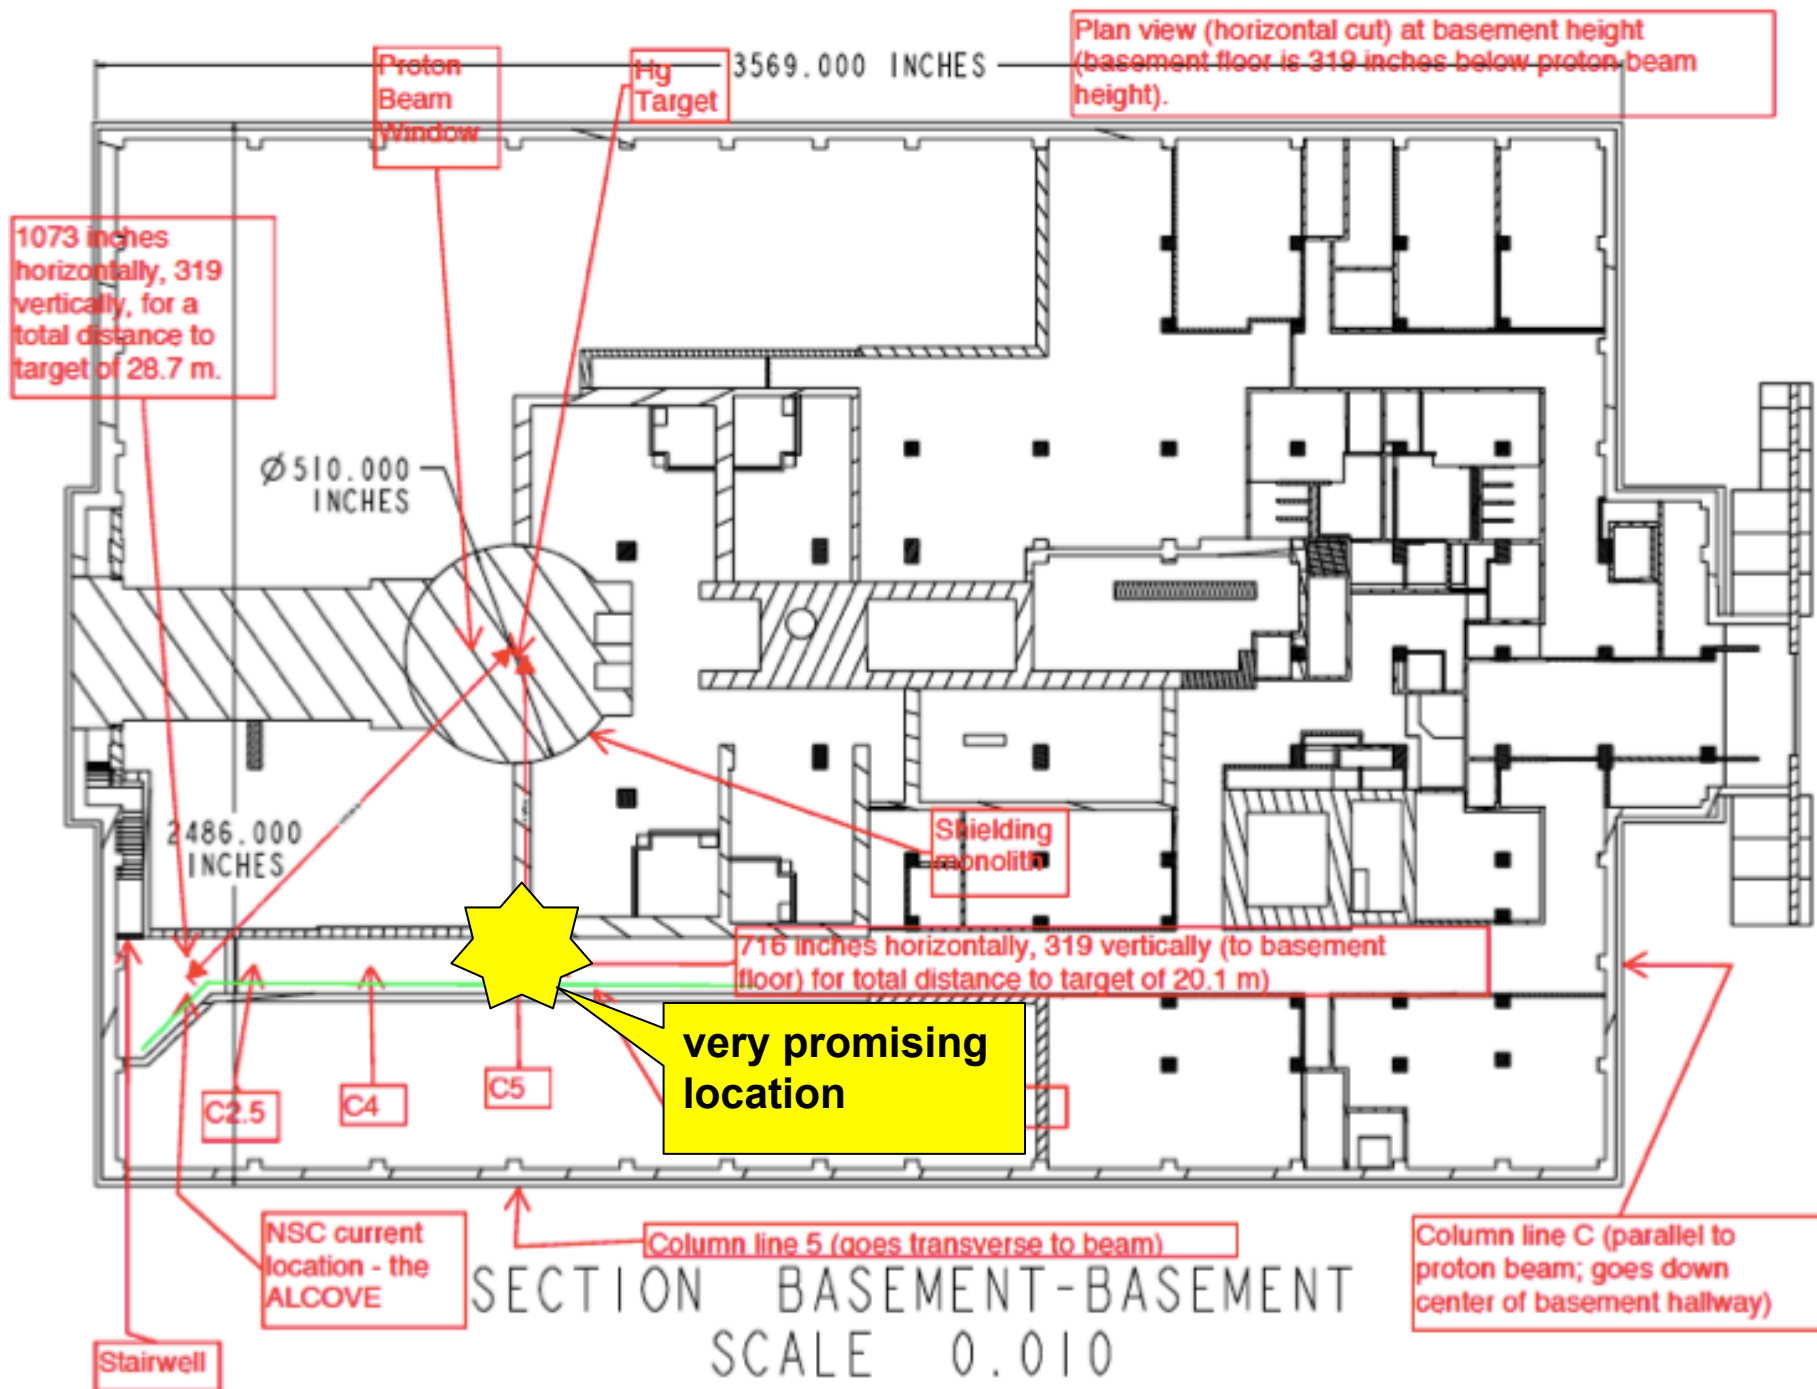 Plan view (horizontal cut) at basement height
(basement floor is 319 inches below proton beam
height).
3569.000 INCHES
Proton
Beam
Window
Hg
Target
1073 inches
horizontally, 319
vertically, for a
total distance to
target of 28.7 m.
Ø510.000
INCHES
2486.000
INCHES
Shielding
monolith
716 inches horizontally, 319 vertically (to basement
floor) for total distance to target of 20.1 m)
very promising
location
C2.5
C4
C5
NSC current
location - the
ALCOVE
Column line 5 (goes transverse to beam)
Column line C (parallel to
proton beam; goes down
center of basement hallway)
Stairwell
SECTION BASEMENT-BASEMENT
SCALE 0.010